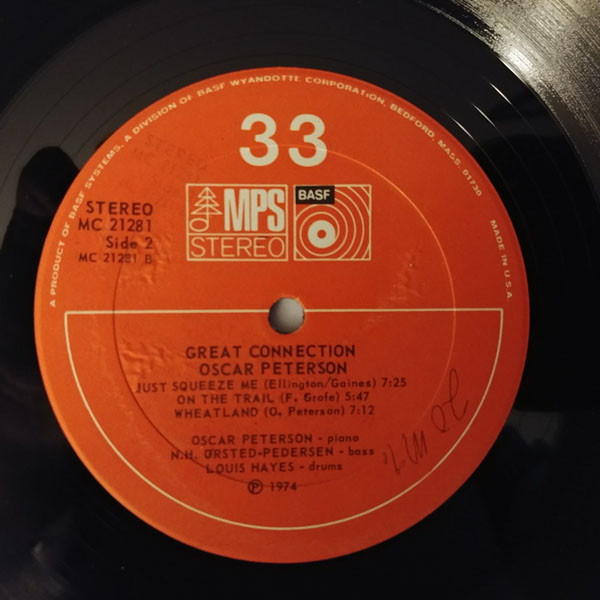 A PRODUCT OF BASF SYSTEMS, A DIVISION OF BASF WYANDOTTE CORPORATION, BEDFORD, MASS. 01730
MADE IN U.S.A.
33
MPS
STEREO
BASF
STEREO
MC 21281
Side 2
MC 21281 B
GREAT CONNECTION
OSCAR PETERSON
JUST SQUEEZE ME (Ellington/Gaines) 7:25
ON THE TRAIL (F. Grofe) 5:47
WHEATLAND (O. Peterson) 7:12
OSCAR PETERSON - piano
N.H. ÖRSTED-PEDERSEN - bass
LOUIS HAYES - drums
℗ 1974